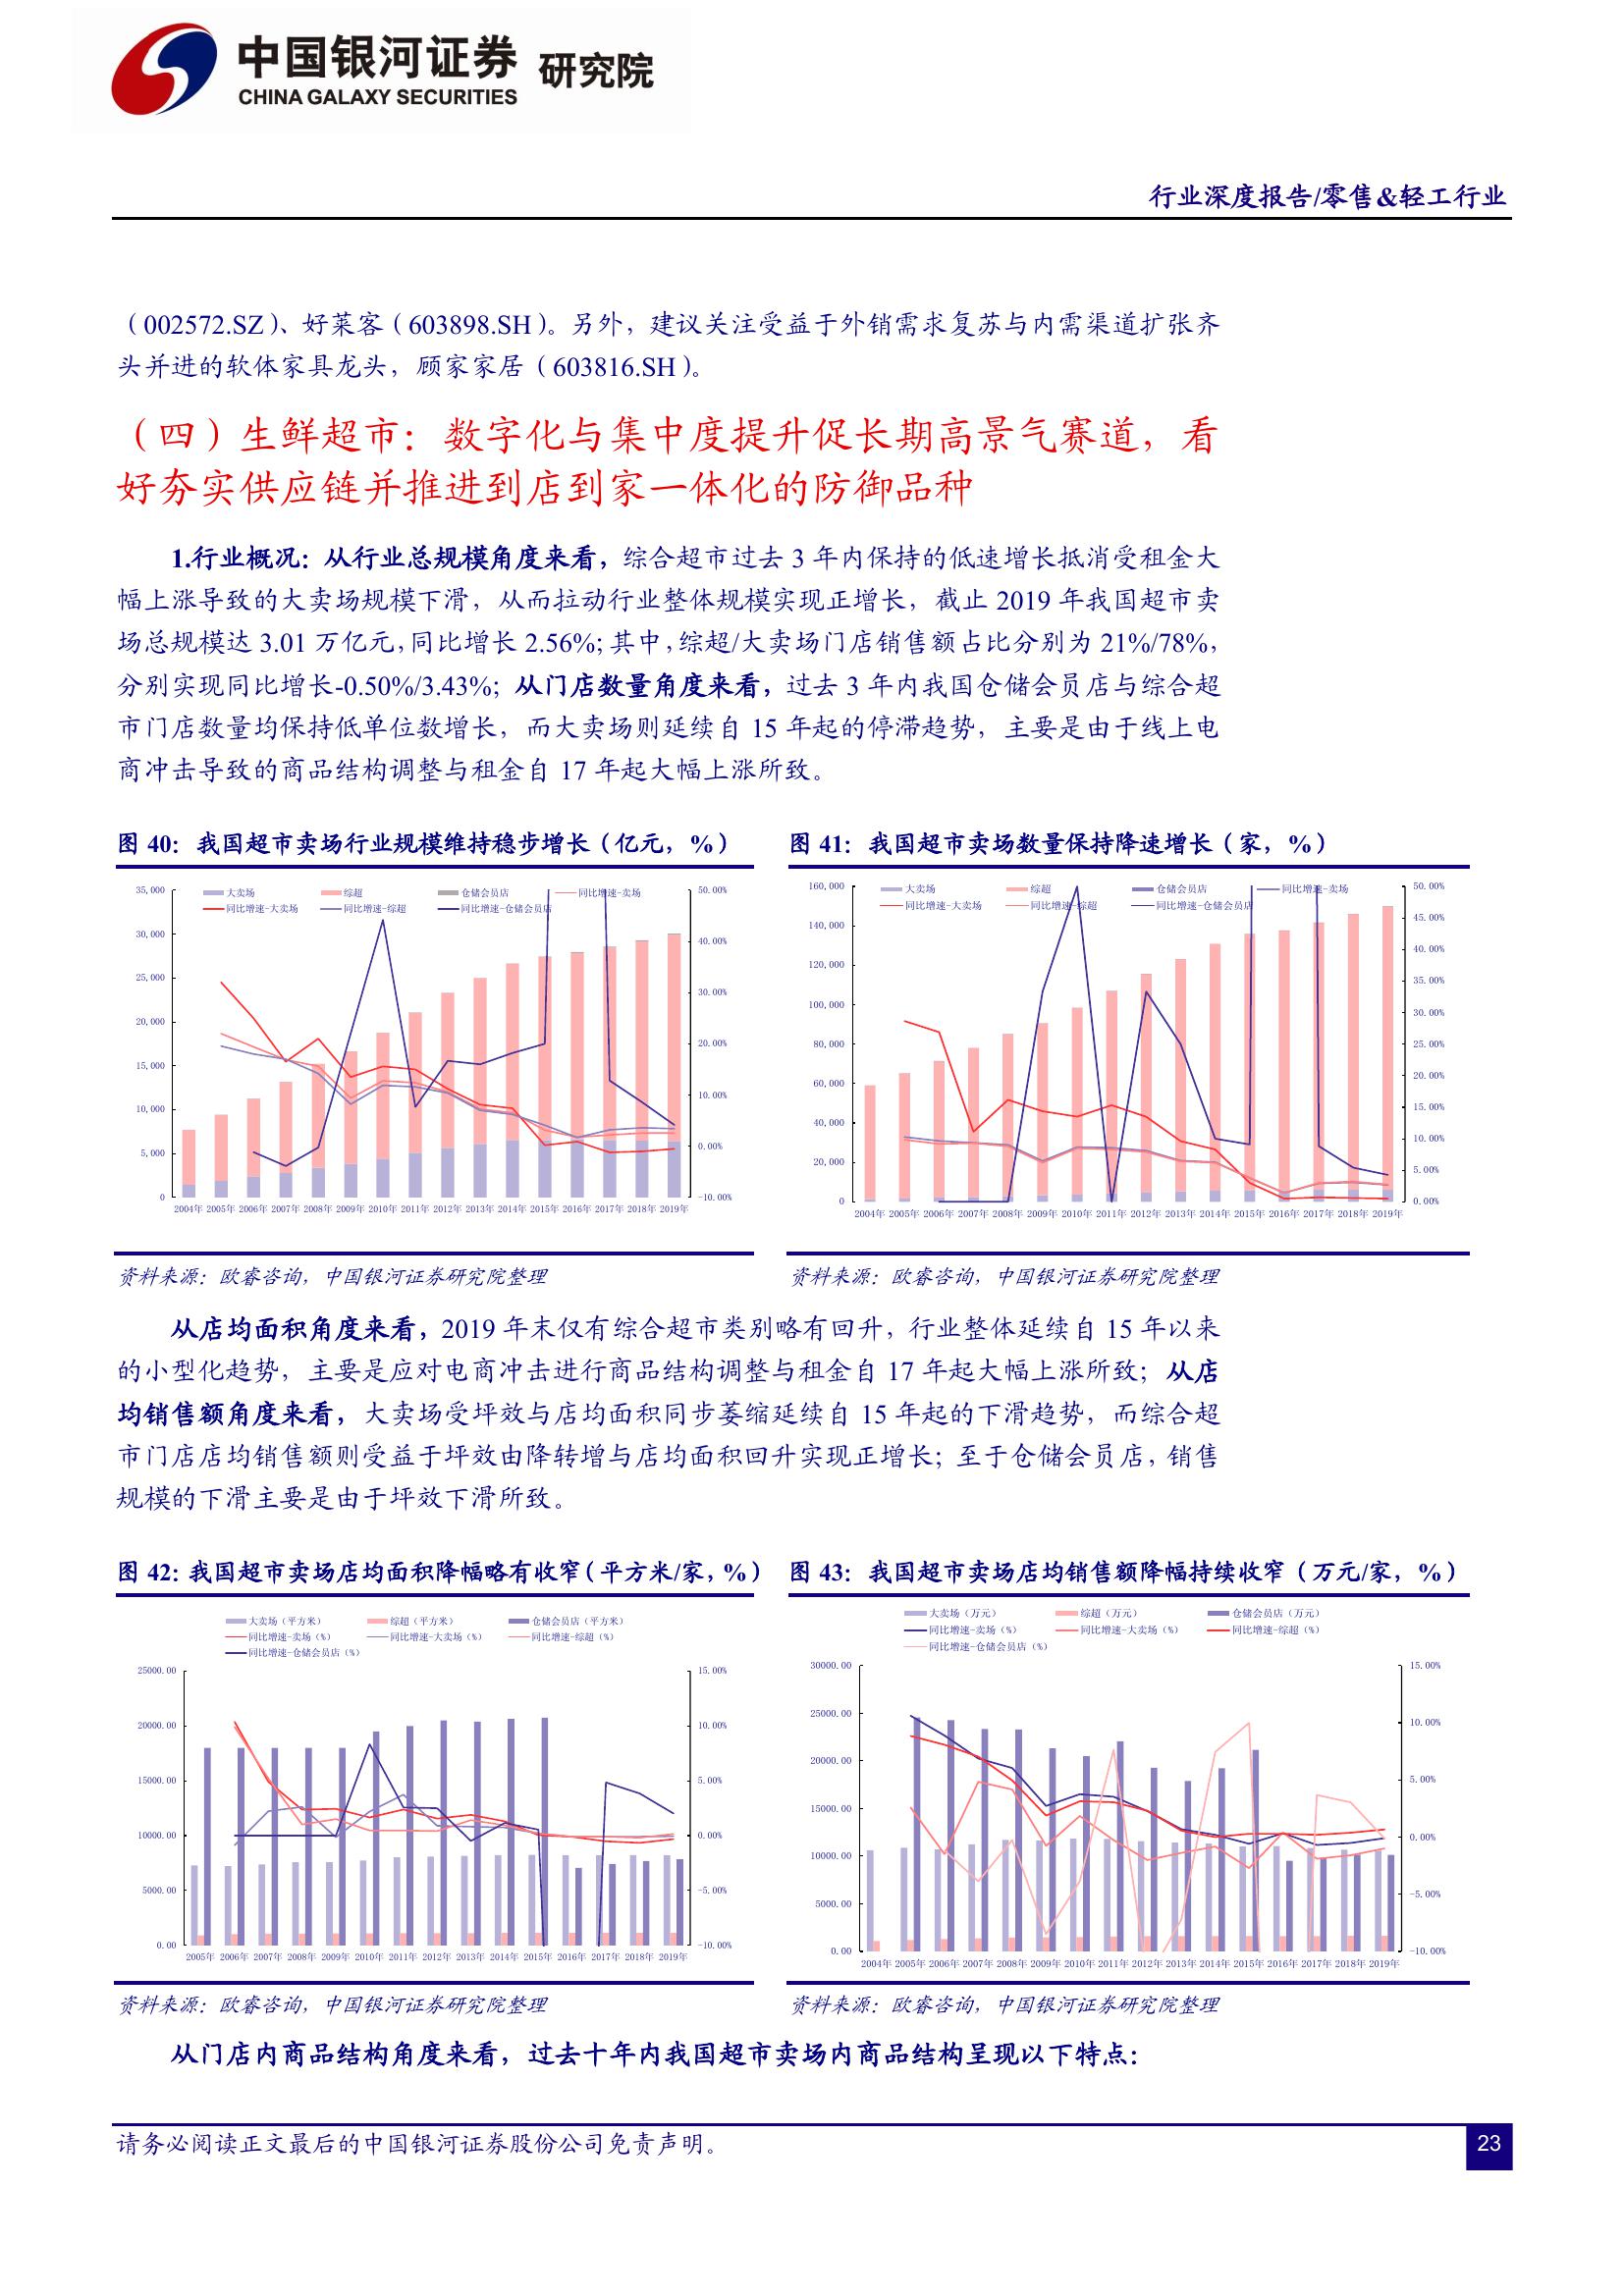 中国银河证券 研究院
CHINA GALAXY SECURITIES
行业深度报告/零售&轻工行业
（002572.SZ）、好莱客（603898.SH）。另外，建议关注受益于外销需求复苏与内需渠道扩张齐
头并进的软体家具龙头，顾家家居（603816.SH）。
（四）生鲜超市：数字化与集中度提升促长期高景气赛道，看
好夯实供应链并推进到店到家一体化的防御品种
1.行业概况：从行业总规模角度来看，综合超市过去 3 年内保持的低速增长抵消受租金大
幅上涨导致的大卖场规模下滑，从而拉动行业整体规模实现正增长，截止 2019 年我国超市卖
场总规模达 3.01 万亿元，同比增长 2.56%；其中，综超/大卖场门店销售额占比分别为 21%/78%，
分别实现同比增长-0.50%/3.43%；从门店数量角度来看，过去 3 年内我国仓储会员店与综合超
市门店数量均保持低单位数增长，而大卖场则延续自 15 年起的停滞趋势，主要是由于线上电
商冲击导致的商品结构调整与租金自 17 年起大幅上涨所致。
图 40：我国超市卖场行业规模维持稳步增长（亿元，%）
大卖场 综超 仓储会员店 同比增速-卖场
同比增速-大卖场 同比增速-综超 同比增速-仓储会员店
35,000
30,000
25,000
20,000
15,000
10,000
5,000
0
50.00%
40.00%
30.00%
20.00%
10.00%
0.00%
-10.00%
2004年 2005年 2006年 2007年 2008年 2009年 2010年 2011年 2012年 2013年 2014年 2015年 2016年 2017年 2018年 2019年
资料来源：欧睿咨询，中国银河证券研究院整理
图 41：我国超市卖场数量保持降速增长（家，%）
大卖场 综超 仓储会员店 同比增速-卖场
同比增速-大卖场 同比增速-综超 同比增速-仓储会员店
160,000
140,000
120,000
100,000
80,000
60,000
40,000
20,000
0
50.00%
45.00%
40.00%
35.00%
30.00%
25.00%
20.00%
15.00%
10.00%
5.00%
0.00%
2004年 2005年 2006年 2007年 2008年 2009年 2010年 2011年 2012年 2013年 2014年 2015年 2016年 2017年 2018年 2019年
资料来源：欧睿咨询，中国银河证券研究院整理
从店均面积角度来看，2019 年末仅有综合超市类别略有回升，行业整体延续自 15 年以来
的小型化趋势，主要是应对电商冲击进行商品结构调整与租金自 17 年起大幅上涨所致；从店
均销售额角度来看，大卖场受坪效与店均面积同步萎缩延续自 15 年起的下滑趋势，而综合超
市门店店均销售额则受益于坪效由降转增与店均面积回升实现正增长；至于仓储会员店，销售
规模的下滑主要是由于坪效下滑所致。
图 42：我国超市卖场店均面积降幅略有收窄（平方米/家，%）
大卖场（平方米） 综超（平方米） 仓储会员店（平方米）
同比增速-卖场（%） 同比增速-大卖场（%） 同比增速-综超（%）
同比增速-仓储会员店（%）
25000.00
20000.00
15000.00
10000.00
5000.00
0.00
15.00%
10.00%
5.00%
0.00%
-5.00%
-10.00%
2005年 2006年 2007年 2008年 2009年 2010年 2011年 2012年 2013年 2014年 2015年 2016年 2017年 2018年 2019年
资料来源：欧睿咨询，中国银河证券研究院整理
图 43：我国超市卖场店均销售额降幅持续收窄（万元/家，%）
大卖场（万元） 综超（万元） 仓储会员店（万元）
同比增速-卖场（%） 同比增速-大卖场（%） 同比增速-综超（%）
同比增速-仓储会员店（%）
30000.00
25000.00
20000.00
15000.00
10000.00
5000.00
0.00
15.00%
10.00%
5.00%
0.00%
-5.00%
-10.00%
2004年 2005年 2006年 2007年 2008年 2009年 2010年 2011年 2012年 2013年 2014年 2015年 2016年 2017年 2018年 2019年
资料来源：欧睿咨询，中国银河证券研究院整理
从门店内商品结构角度来看，过去十年内我国超市卖场内商品结构呈现以下特点：
请务必阅读正文最后的中国银河证券股份公司免责声明。
23